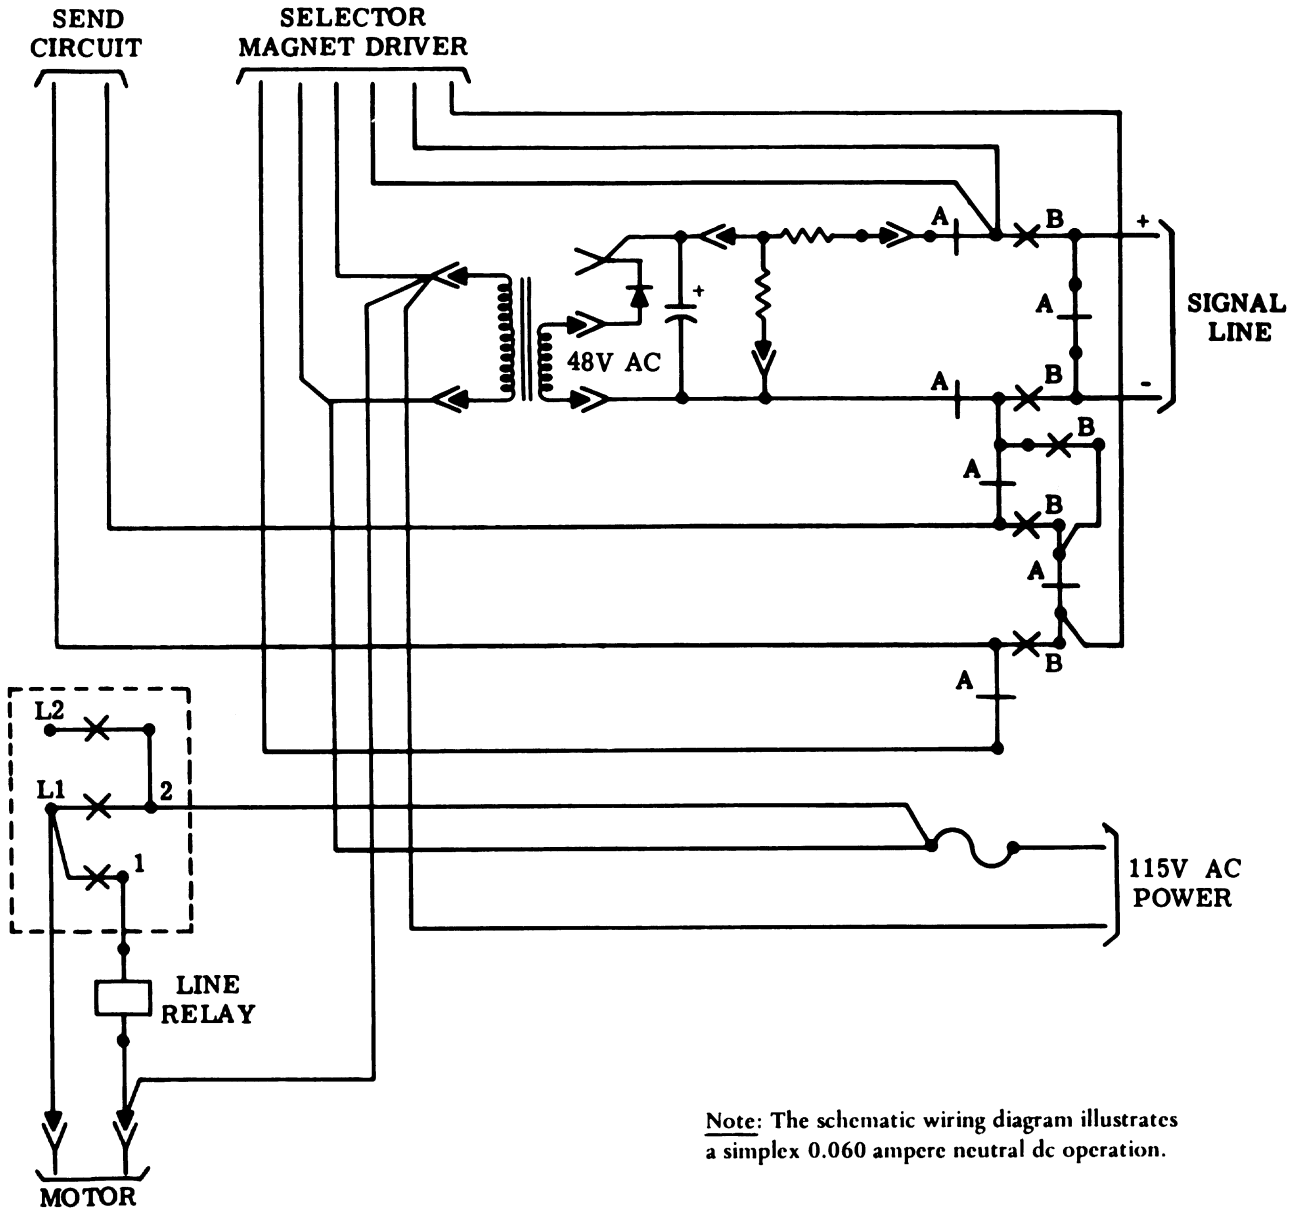 SEND
CIRCUIT
SELECTOR
MAGNET DRIVER
A
B
+
SIGNAL
LINE
A
+
48V AC
A
B
-
B
A
B
A
B
A
L2
L1
2
1
115V AC
POWER
LINE
RELAY
Note: The schematic wiring diagram illustrates
a simplex 0.060 ampere neutral dc operation.
MOTOR